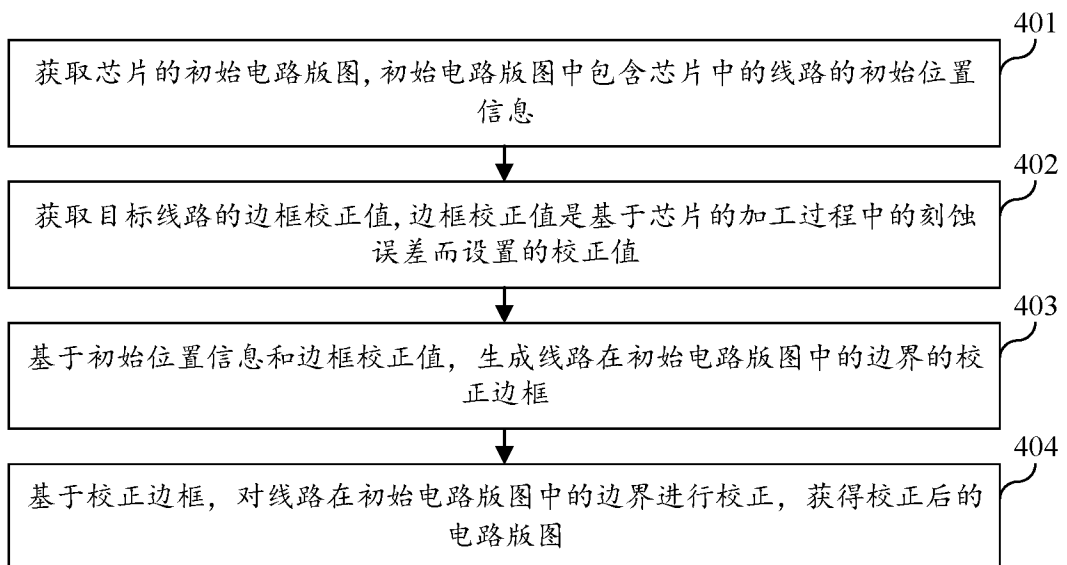 401
获取芯片的初始电路版图,初始电路版图中包含芯片中的线路的初始位置
信息
402
获取目标线路的边框校正值,边框校正值是基于芯片的加工过程中的刻蚀
误差而设置的校正值
403
基于初始位置信息和边框校正值，生成线路在初始电路版图中的边界的校
正边框
404
基于校正边框，对线路在初始电路版图中的边界进行校正，获得校正后的
电路版图